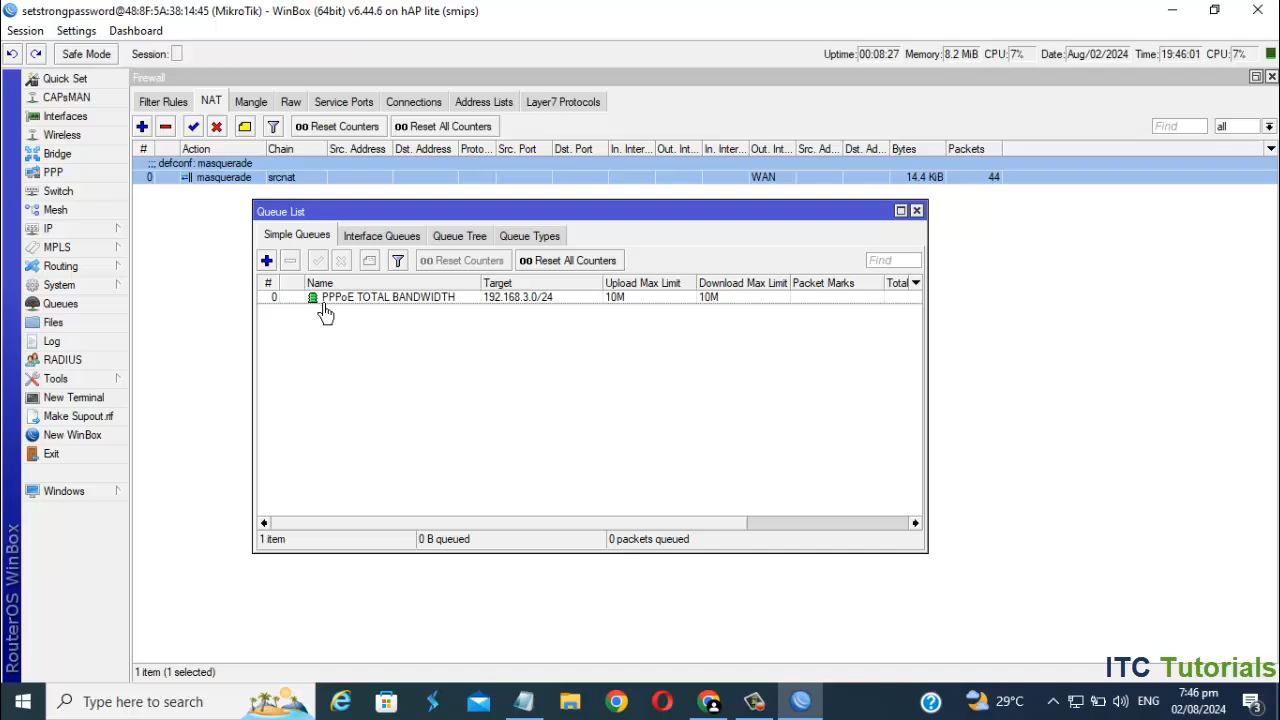 setstrongpassword@48:8F:5A:38:14:45 (MikroTik) - WinBox (64bit) v6.44.6 on hAP lite (smips)
Session Settings Dashboard
Safe Mode Session: Uptime: 00:08:27 Memory: 8.2 MiB CPU: 7% Date: Aug/02/2024 Time: 19:46:01 CPU: 7%
Quick Set
CAPsMAN
Interfaces
Wireless
Bridge
PPP
Switch
Mesh
IP
MPLS
Routing
System
Queues
Files
Log
RADIUS
Tools
New Terminal
Make Supout.rif
New WinBox
Exit
Windows
RouterOS WinBox
Firewall
Filter Rules NAT Mangle Raw Service Ports Connections Address Lists Layer7 Protocols
00 Reset Counters 00 Reset All Counters Find all
# Action Chain Src. Address Dst. Address Proto... Src. Port Dst. Port In. Inter... Out. Int... In. Inter... Out. Int... Src. Ad... Dst. Ad... Bytes Packets
;;; defconf: masquerade
0 masquerade srcnat WAN 14.4 KiB 44
Queue List
Simple Queues Interface Queues Queue Tree Queue Types
00 Reset Counters 00 Reset All Counters Find
# Name Target Upload Max Limit Download Max Limit Packet Marks Total
0 PPPoE TOTAL BANDWIDTH 192.168.3.0/24 10M 10M
1 item 0 B queued 0 packets queued
1 item (1 selected)
ITC Tutorials
Type here to search 29°C ENG 7:46 pm
02/08/2024 3